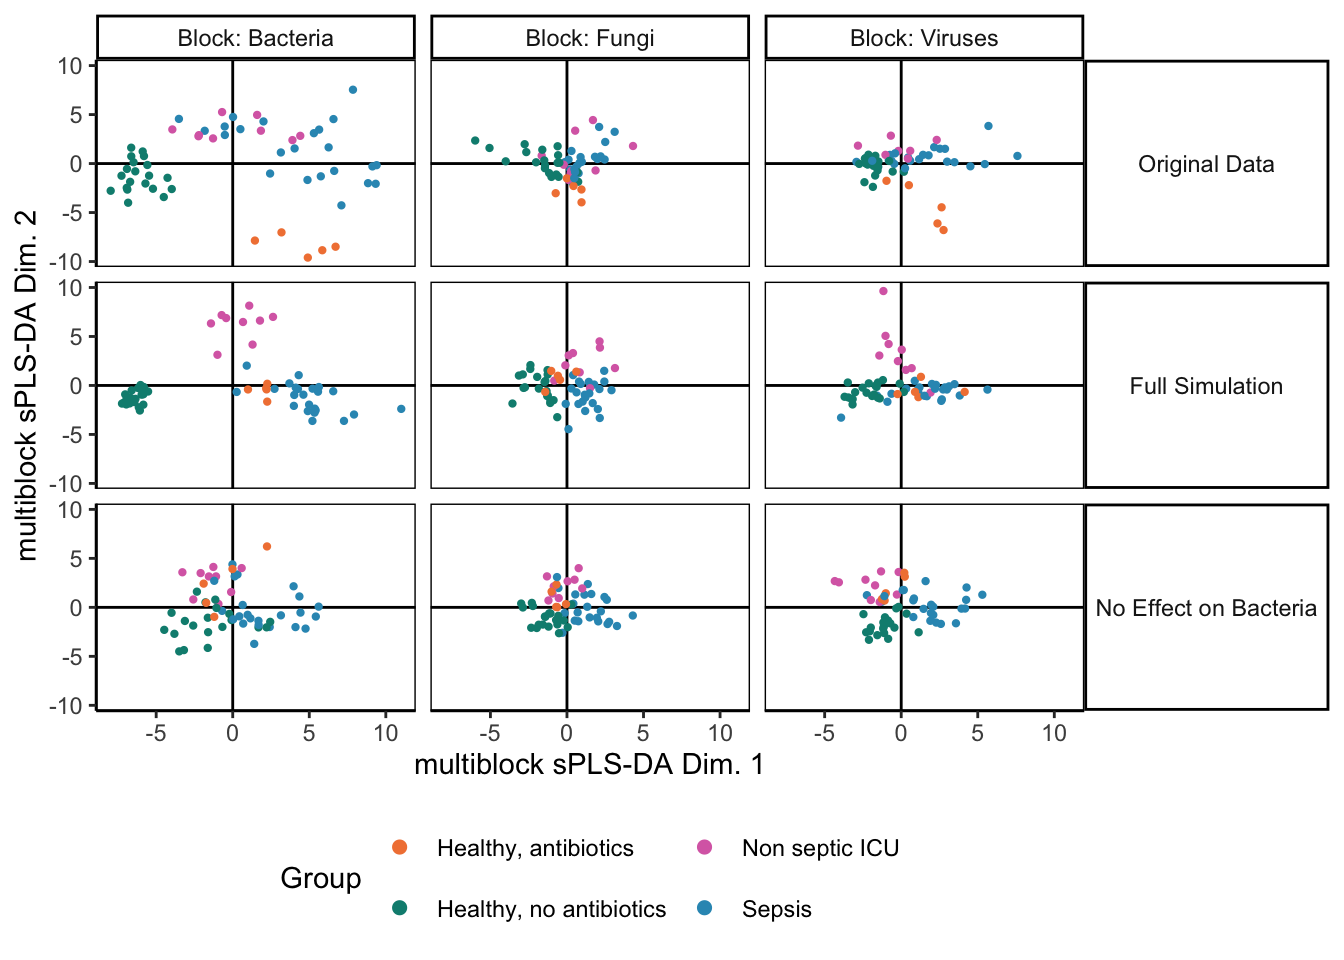 Block: Bacteria
Block: Fungi
Block: Viruses
10
5
0
-5
-10
Original Data
10
5
0
-5
-10
Full Simulation
10
5
0
-5
-10
No Effect on Bacteria
multiblock sPLS-DA Dim. 2
-5 0 5 10
-5 0 5 10
-5 0 5 10
multiblock sPLS-DA Dim. 1
Group
Healthy, antibiotics
Non septic ICU
Healthy, no antibiotics
Sepsis